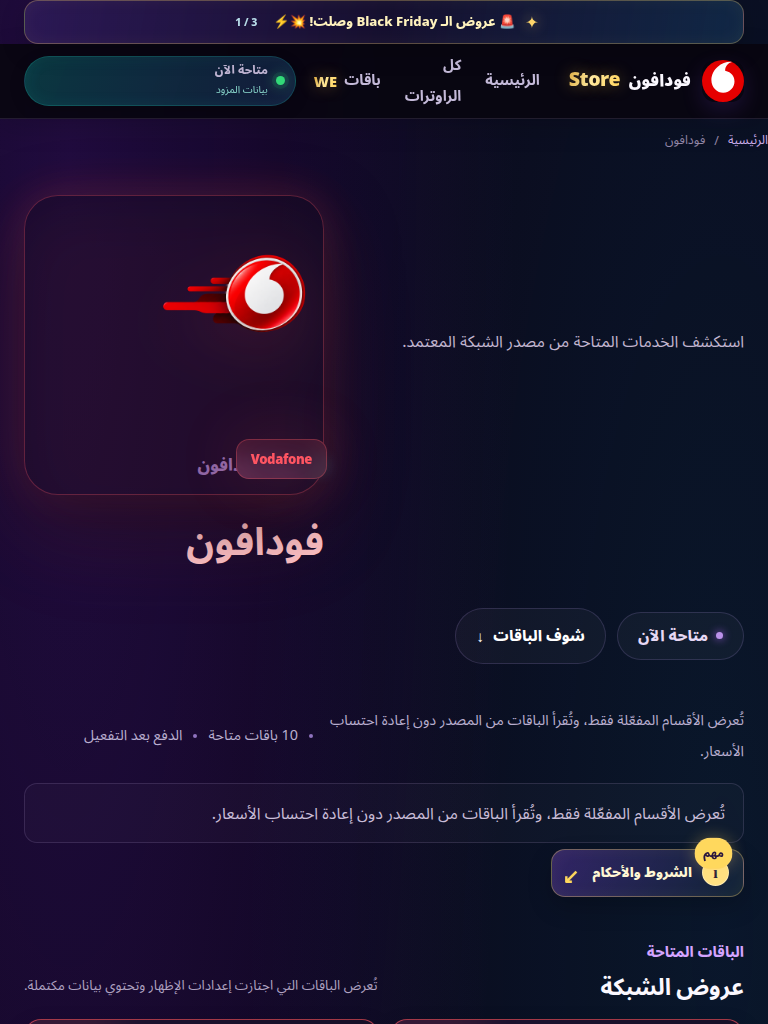 ✦ 🚨 عروض الـ Black Friday وصلت! 💥⚡ 1 / 3
فودافون Store
الرئيسية
كل الراوترات
باقات WE
متاحة الآن
بيانات المزود
الرئيسية / فودافون
استكشف الخدمات المتاحة من مصدر الشبكة المعتمد.
Vodafone
فودافون
متاحة الآن
شوف الباقات ↓
تُعرض الأقسام المفعّلة فقط، وتُقرأ الباقات من المصدر دون إعادة احتساب
الأسعار.
• 10 باقات متاحة • الدفع بعد التفعيل
تُعرض الأقسام المفعّلة فقط، وتُقرأ الباقات من المصدر دون إعادة احتساب الأسعار.
مهم
i الشروط والأحكام ↙
الباقات المتاحة
عروض الشبكة
تُعرض الباقات التي اجتازت إعدادات الإظهار وتحتوي بيانات مكتملة.